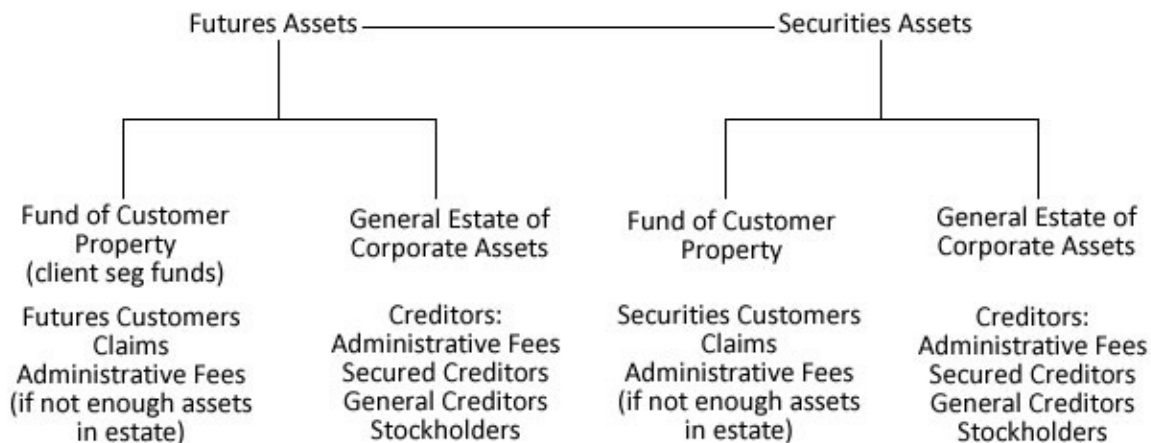 Futures Assets
Securities Assets
Fund of Customer
Property
(client seg funds)
General Estate of
Corporate Assets
Fund of Customer
Property
General Estate of
Corporate Assets
Futures Customers
Claims
Administrative Fees
(if not enough assets
in estate)
Creditors:
Administrative Fees
Secured Creditors
General Creditors
Stockholders
Securities Customers
Claims
Administrative Fees
(if not enough assets
in estate)
Creditors:
Administrative Fees
Secured Creditors
General Creditors
Stockholders